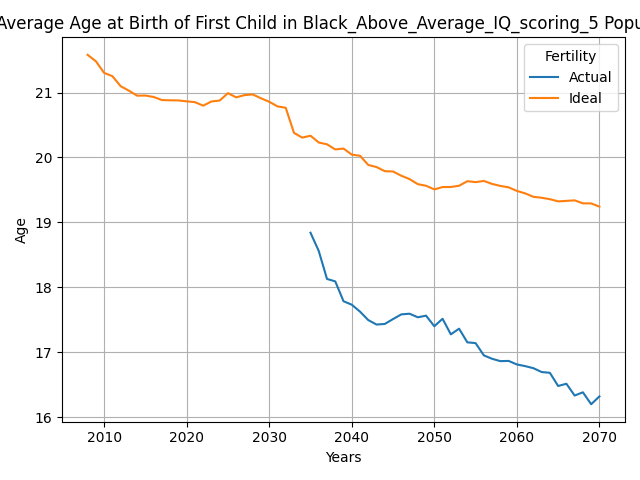 Average Age at Birth of First Child in Black_Above_Average_IQ_scoring_5 Popu
Fertility
Actual
Ideal
21
20
19
18
17
16
Age
2010 2020 2030 2040 2050 2060 2070
Years